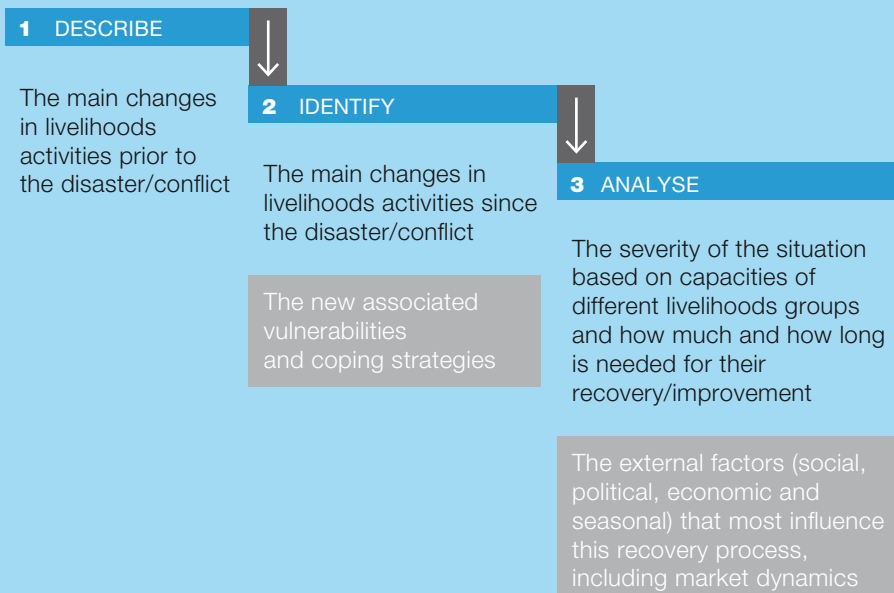 1 DESCRIBE
The main changes
in livelihoods
activities prior to
the disaster/conflict
2 IDENTIFY
The main changes in
livelihoods activities since
the disaster/conflict
The new associated
vulnerabilities
and coping strategies
3 ANALYSE
The severity of the situation
based on capacities of
different livelihoods groups
and how much and how long
is needed for their
recovery/improvement
The external factors (social,
political, economic and
seasonal) that most influence
this recovery process,
including market dynamics